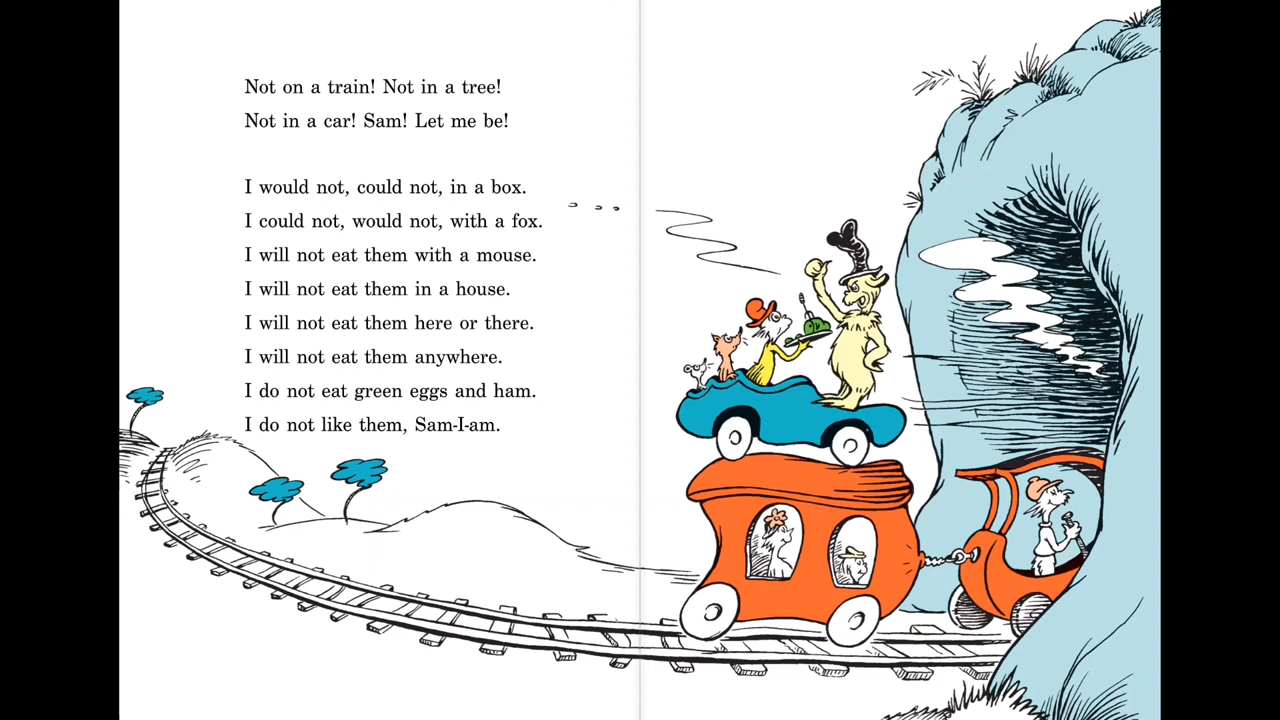 Not on a train! Not in a tree!
Not in a car! Sam! Let me be!
I would not, could not, in a box.
I could not, would not, with a fox.
I will not eat them with a mouse.
I will not eat them in a house.
I will not eat them here or there.
I will not eat them anywhere.
I do not eat green eggs and ham.
I do not like them, Sam-I-am.